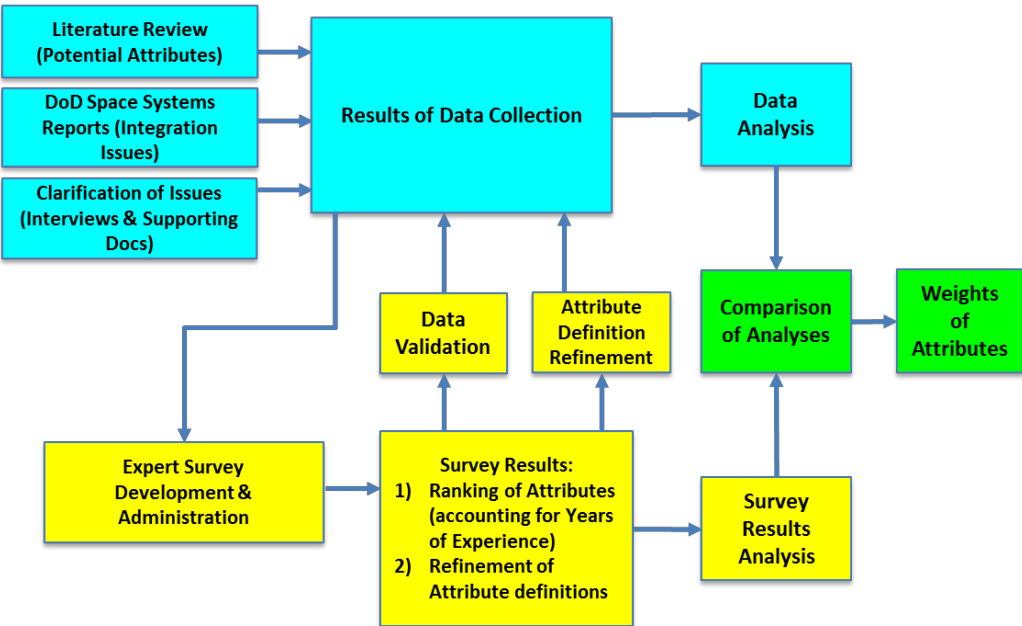 Literature Review
(Potential Attributes)
DoD Space Systems
Reports (Integration
Issues)
Clarification of Issues
(Interviews & Supporting
Docs)
Results of Data Collection
Data
Analysis
Data
Validation
Attribute
Definition
Refinement
Comparison
of Analyses
Weights
of
Attributes
Expert Survey
Development &
Administration
Survey Results:
1) Ranking of Attributes
(accounting for Years
of Experience)
2) Refinement of
Attribute definitions
Survey
Results
Analysis